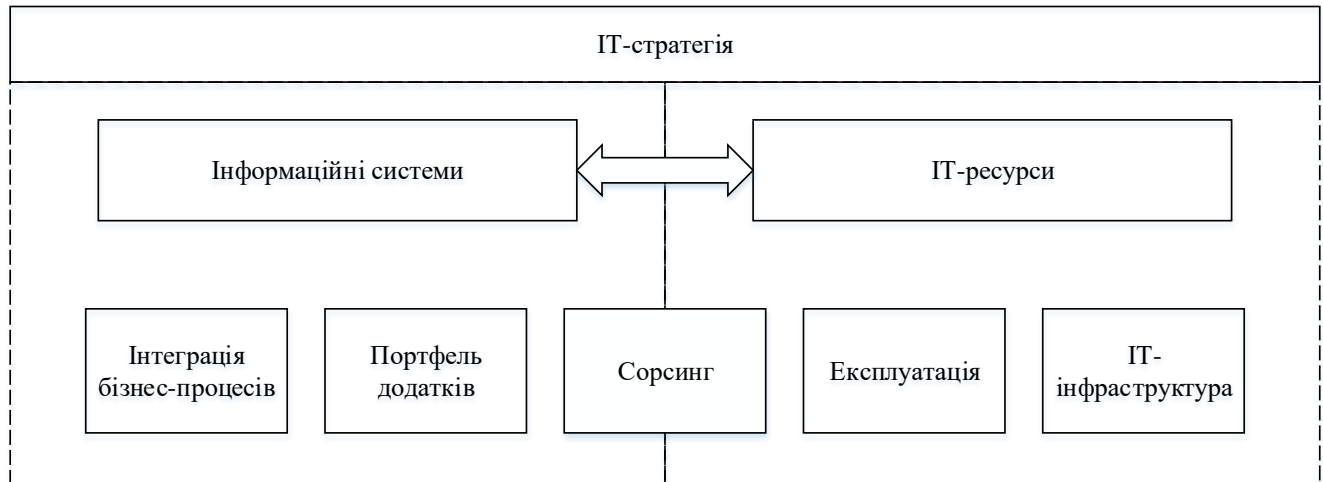 ІТ-стратегія
Інформаційні системи
ІТ-ресурси
Інтеграція
бізнес-процесів
Портфель
додатків
Сорсинг
Експлуатація
ІТ-
інфраструктура